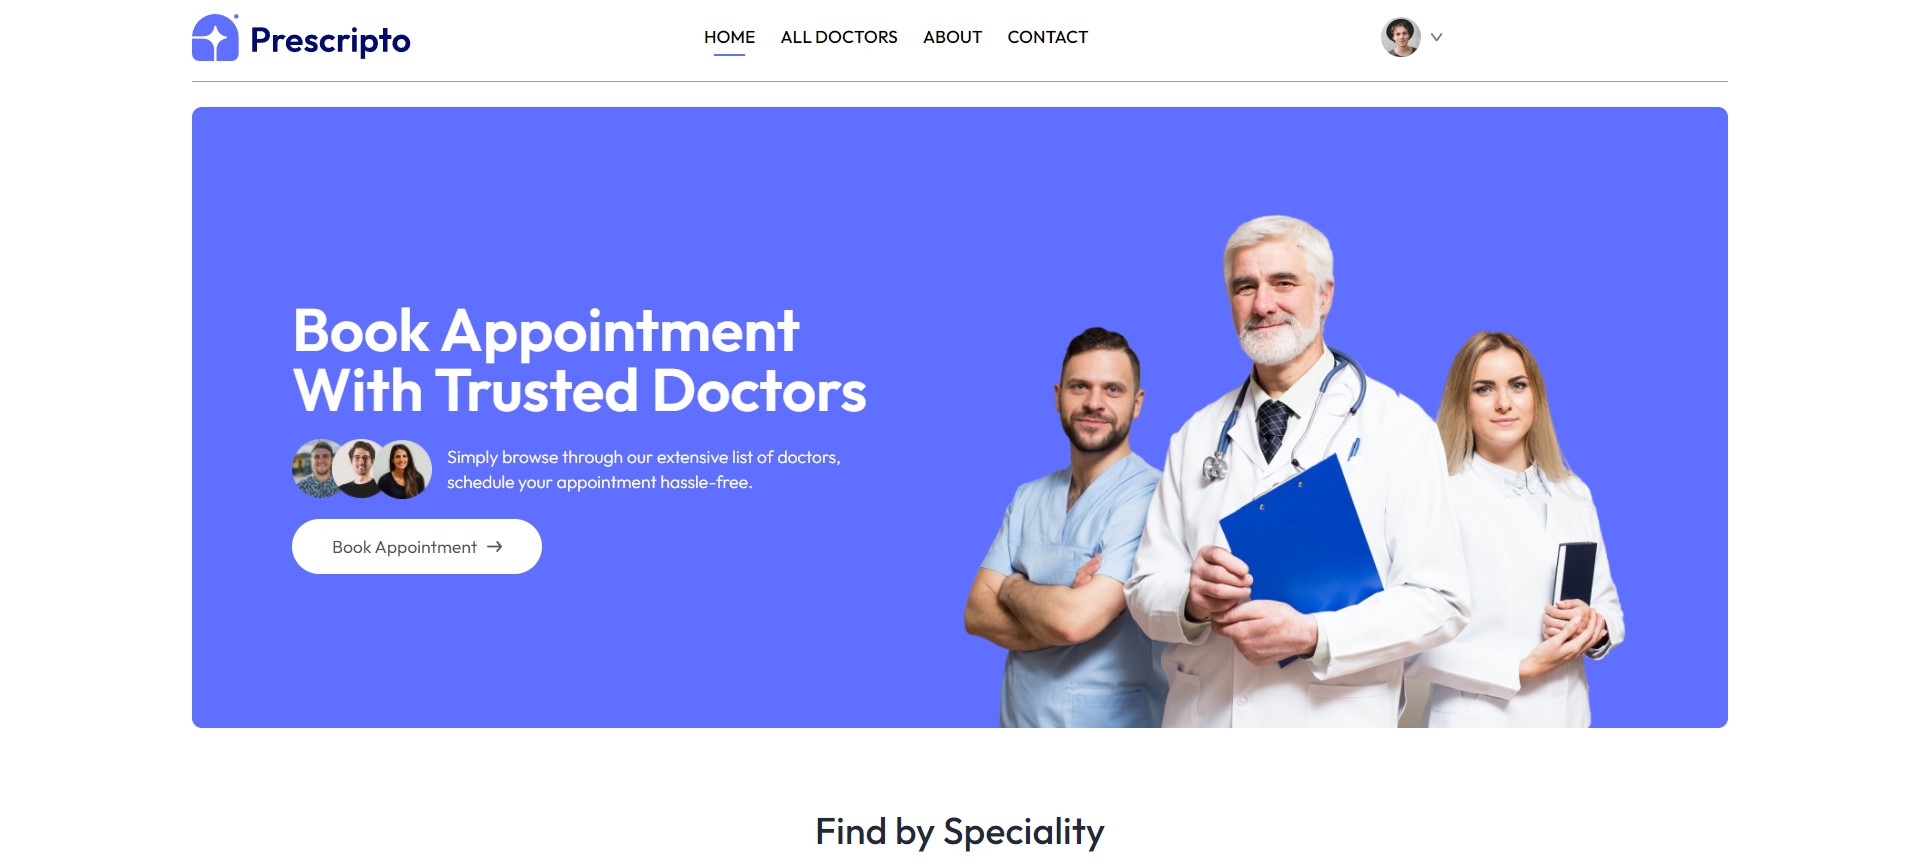 Prescripto
HOME ALL DOCTORS ABOUT CONTACT
Book Appointment
With Trusted Doctors
Simply browse through our extensive list of doctors,
schedule your appointment hassle-free.
Book Appointment →
Find by Speciality